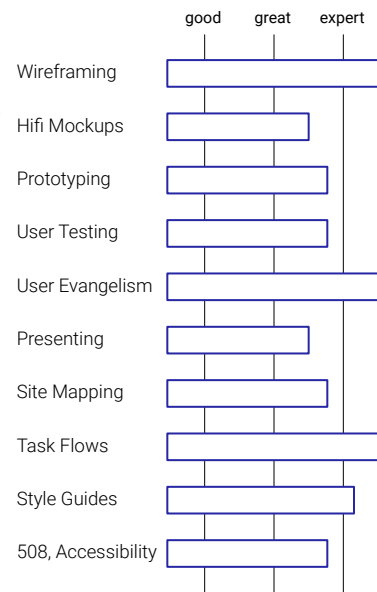 good great expert
Wireframing
Hifi Mockups
Prototyping
User Testing
User Evangelism
Presenting
Site Mapping
Task Flows
Style Guides
508, Accessibility